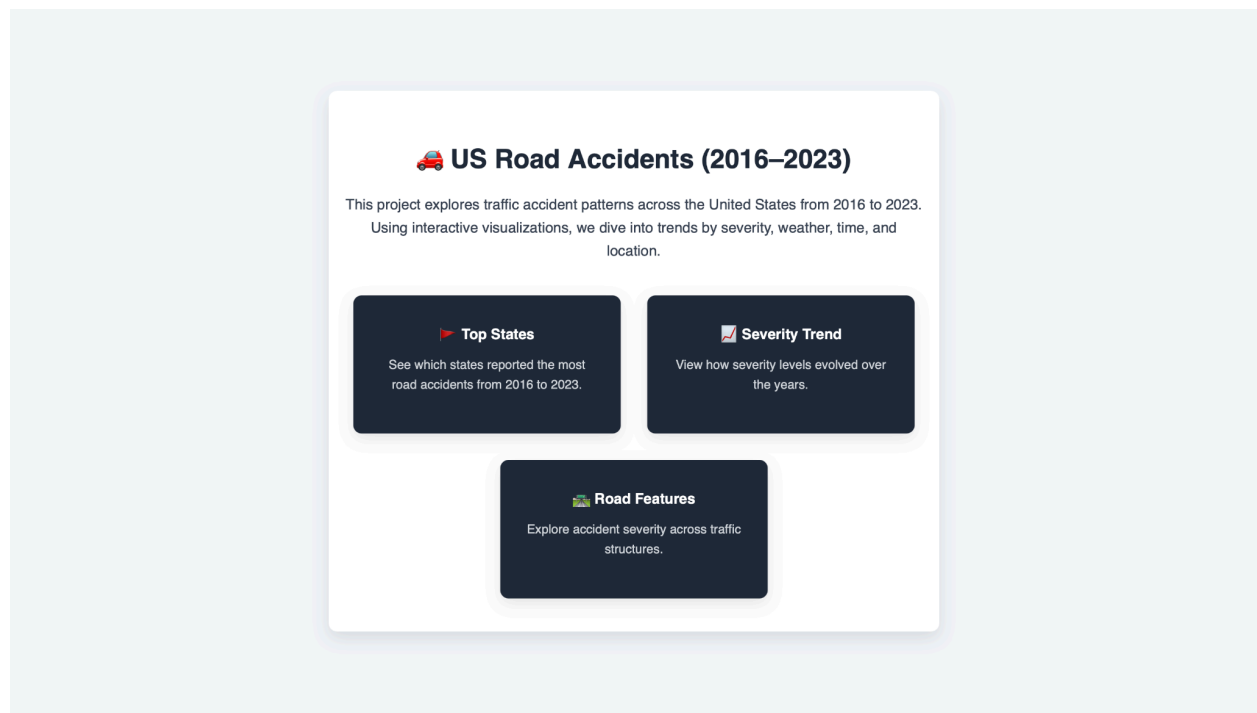 🚗 US Road Accidents (2016–2023)
This project explores traffic accident patterns across the United States from 2016 to 2023.
Using interactive visualizations, we dive into trends by severity, weather, time, and
location.
🚩 Top States
See which states reported the most
road accidents from 2016 to 2023.
📈 Severity Trend
View how severity levels evolved over
the years.
🛣️ Road Features
Explore accident severity across traffic
structures.